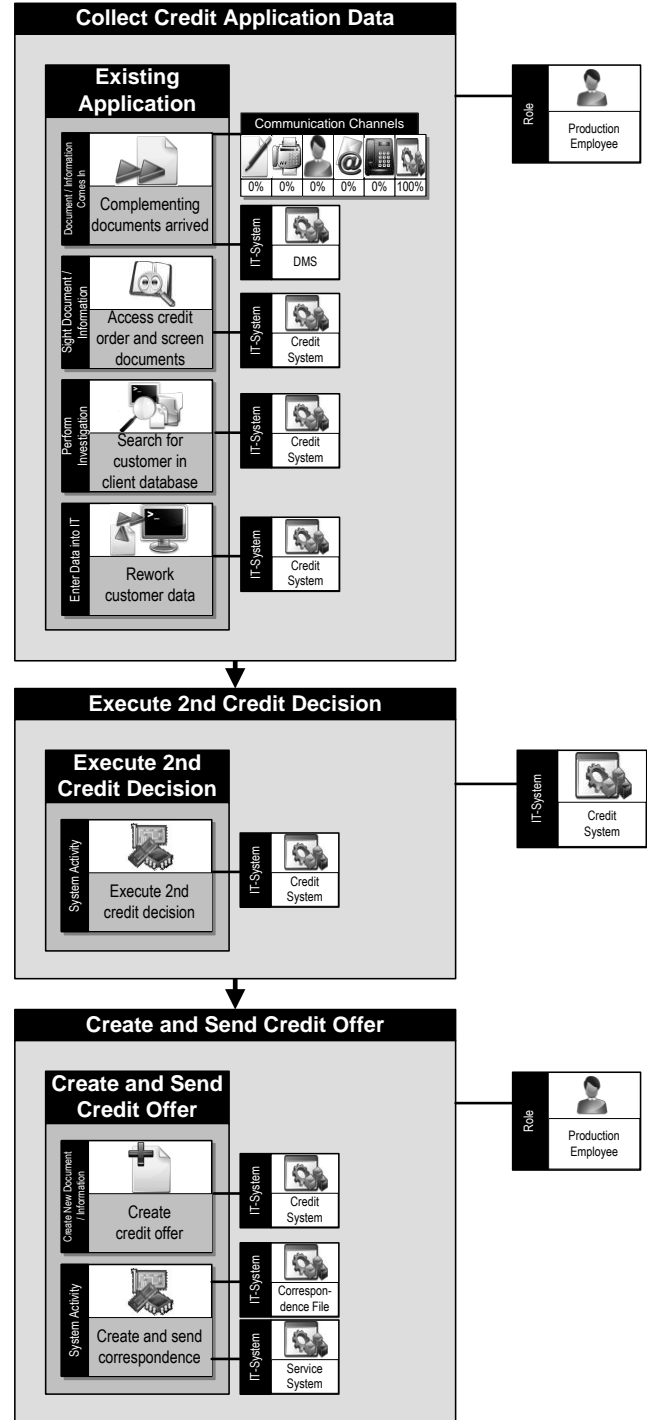 Collect Credit Application Data
Existing
Application
Document / Information
Comes In
Complementing
documents arrived
Communication Channels
@
0% 0% 0% 0% 0% 100%
IT-System
DMS
Role
Production
Employee
Sight Document /
Information
Access credit
order and screen
documents
IT-System
Credit
System
Perform
Investigation
>_
Search for
customer in
client database
IT-System
Credit
System
Enter Data into IT
>_
Rework
customer data
IT-System
Credit
System
Execute 2nd Credit Decision
Execute 2nd
Credit Decision
System Activity
Execute 2nd
credit decision
IT-System
Credit
System
IT-System
Credit
System
Create and Send Credit Offer
Create and Send
Credit Offer
Create New Document
/ Information
Create
credit offer
IT-System
Credit
System
Role
Production
Employee
System Activity
Create and send
correspondence
IT-System
Correspon-
dence File
IT-System
Service
System